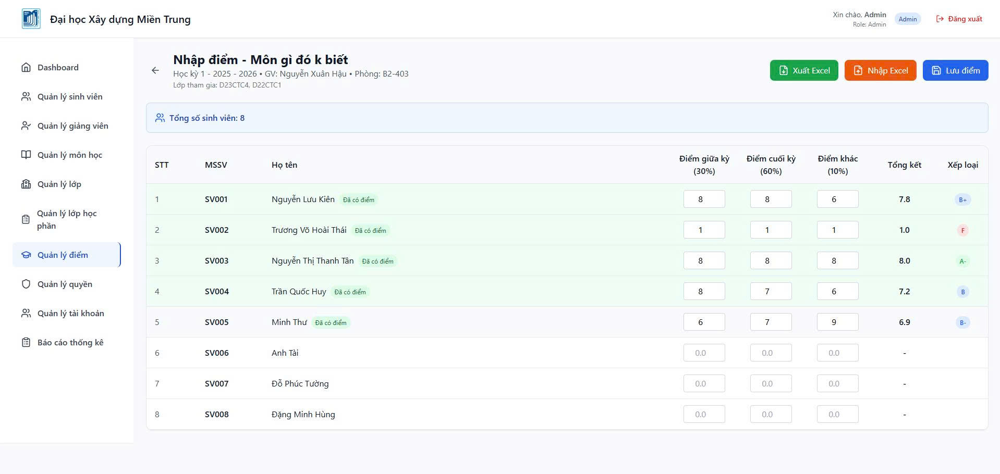 Đại học Xây dựng Miền Trung
Xin chào, Admin
Role: Admin
Admin
Đăng xuất
Dashboard
Quản lý sinh viên
Quản lý giảng viên
Quản lý môn học
Quản lý lớp
Quản lý lớp học
phần
Quản lý điểm
Quản lý quyền
Quản lý tài khoản
Báo cáo thống kê
Nhập điểm - Môn gì đó k biết
Học kỳ 1 - 2025 - 2026 • GV: Nguyễn Xuân Hậu • Phòng: B2-403
Lớp tham gia: D23CTC4, D22CTC1
Xuất Excel
Nhập Excel
Lưu điểm
Tổng số sinh viên: 8
STT MSSV Họ tên Điểm giữa kỳ (30%) Điểm cuối kỳ (60%) Điểm khác (10%) Tổng kết Xếp loại
1 SV001 Nguyễn Lưu Kiên Đã có điểm 8 8 6 7.8 B+
2 SV002 Trương Võ Hoài Thái Đã có điểm 1 1 1 1.0 F
3 SV003 Nguyễn Thị Thanh Tân Đã có điểm 8 8 8 8.0 A-
4 SV004 Trần Quốc Huy Đã có điểm 8 7 6 7.2 B
5 SV005 Minh Thư Đã có điểm 6 7 9 6.9 B-
6 SV006 Anh Tài 0.0 0.0 0.0 -
7 SV007 Đỗ Phúc Tường 0.0 0.0 0.0 -
8 SV008 Đặng Minh Hùng 0.0 0.0 0.0 -